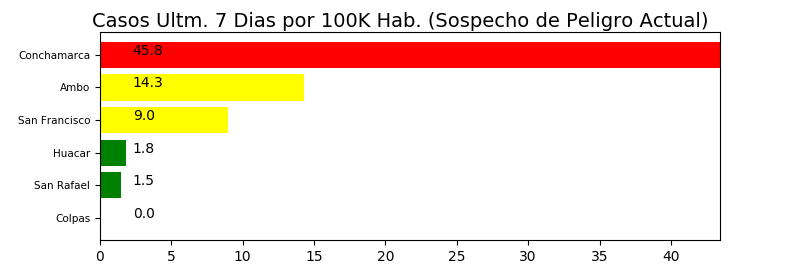 Casos Ultm. 7 Dias por 100K Hab. (Sospecho de Peligro Actual)
Conchamarca 45.8
Ambo 14.3
San Francisco 9.0
Huacar 1.8
San Rafael 1.5
Colpas 0.0
0 5 10 15 20 25 30 35 40